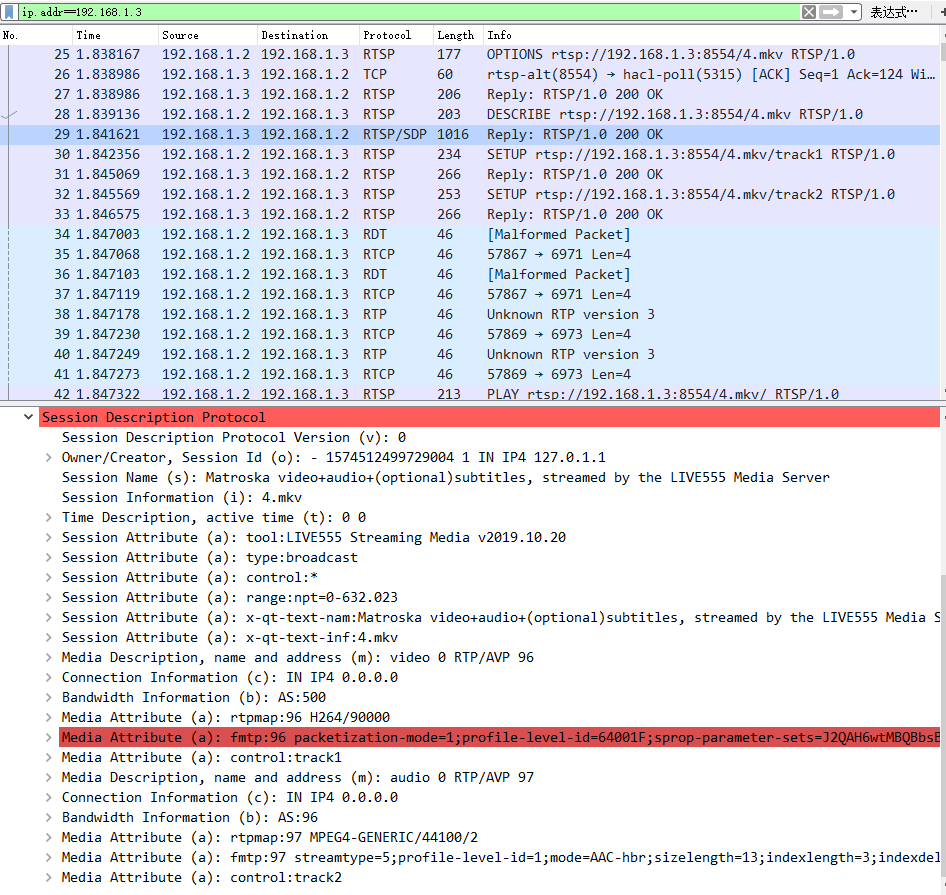 ip.addr==192.168.1.3 表达式…
No. Time Source Destination Protocol Length Info
25 1.838167 192.168.1.2 192.168.1.3 RTSP 177 OPTIONS rtsp://192.168.1.3:8554/4.mkv RTSP/1.0
26 1.838986 192.168.1.3 192.168.1.2 TCP 60 rtsp-alt(8554) → hacl-poll(5315) [ACK] Seq=1 Ack=124 Wi…
27 1.838986 192.168.1.3 192.168.1.2 RTSP 206 Reply: RTSP/1.0 200 OK
28 1.839136 192.168.1.2 192.168.1.3 RTSP 203 DESCRIBE rtsp://192.168.1.3:8554/4.mkv RTSP/1.0
29 1.841621 192.168.1.3 192.168.1.2 RTSP/SDP 1016 Reply: RTSP/1.0 200 OK
30 1.842356 192.168.1.2 192.168.1.3 RTSP 234 SETUP rtsp://192.168.1.3:8554/4.mkv/track1 RTSP/1.0
31 1.845069 192.168.1.3 192.168.1.2 RTSP 266 Reply: RTSP/1.0 200 OK
32 1.845569 192.168.1.2 192.168.1.3 RTSP 253 SETUP rtsp://192.168.1.3:8554/4.mkv/track2 RTSP/1.0
33 1.846575 192.168.1.3 192.168.1.2 RTSP 266 Reply: RTSP/1.0 200 OK
34 1.847003 192.168.1.2 192.168.1.3 RDT 46 [Malformed Packet]
35 1.847068 192.168.1.2 192.168.1.3 RTCP 46 57867 → 6971 Len=4
36 1.847103 192.168.1.2 192.168.1.3 RDT 46 [Malformed Packet]
37 1.847119 192.168.1.2 192.168.1.3 RTCP 46 57867 → 6971 Len=4
38 1.847178 192.168.1.2 192.168.1.3 RTP 46 Unknown RTP version 3
39 1.847230 192.168.1.2 192.168.1.3 RTCP 46 57869 → 6973 Len=4
40 1.847249 192.168.1.2 192.168.1.3 RTP 46 Unknown RTP version 3
41 1.847273 192.168.1.2 192.168.1.3 RTCP 46 57869 → 6973 Len=4
42 1.847322 192.168.1.2 192.168.1.3 RTSP 213 PLAY rtsp://192.168.1.3:8554/4.mkv/ RTSP/1.0
Session Description Protocol
Session Description Protocol Version (v): 0
Owner/Creator, Session Id (o): - 1574512499729004 1 IN IP4 127.0.1.1
Session Name (s): Matroska video+audio+(optional)subtitles, streamed by the LIVE555 Media Server
Session Information (i): 4.mkv
Time Description, active time (t): 0 0
Session Attribute (a): tool:LIVE555 Streaming Media v2019.10.20
Session Attribute (a): type:broadcast
Session Attribute (a): control:*
Session Attribute (a): range:npt=0-632.023
Session Attribute (a): x-qt-text-nam:Matroska video+audio+(optional)subtitles, streamed by the LIVE555 Media S
Session Attribute (a): x-qt-text-inf:4.mkv
Media Description, name and address (m): video 0 RTP/AVP 96
Connection Information (c): IN IP4 0.0.0.0
Bandwidth Information (b): AS:500
Media Attribute (a): rtpmap:96 H264/90000
Media Attribute (a): fmtp:96 packetization-mode=1;profile-level-id=64001F;sprop-parameter-sets=J2QAH6wtMBQBbsE
Media Attribute (a): control:track1
Media Description, name and address (m): audio 0 RTP/AVP 97
Connection Information (c): IN IP4 0.0.0.0
Bandwidth Information (b): AS:96
Media Attribute (a): rtpmap:97 MPEG4-GENERIC/44100/2
Media Attribute (a): fmtp:97 streamtype=5;profile-level-id=1;mode=AAC-hbr;sizelength=13;indexlength=3;indexdel
Media Attribute (a): control:track2